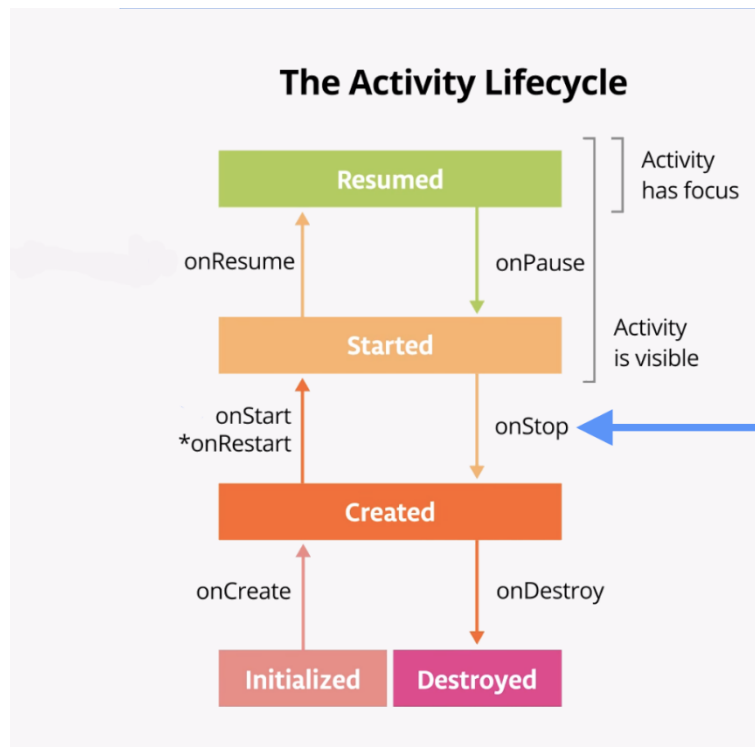 The Activity Lifecycle
Resumed
Activity
has focus
onResume
onPause
Started
Activity
is visible
onStart
*onRestart
onStop
Created
onCreate
onDestroy
Initialized
Destroyed